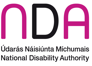 NDA
Údarás Náisiúnta Míchumais
National Disability Authority